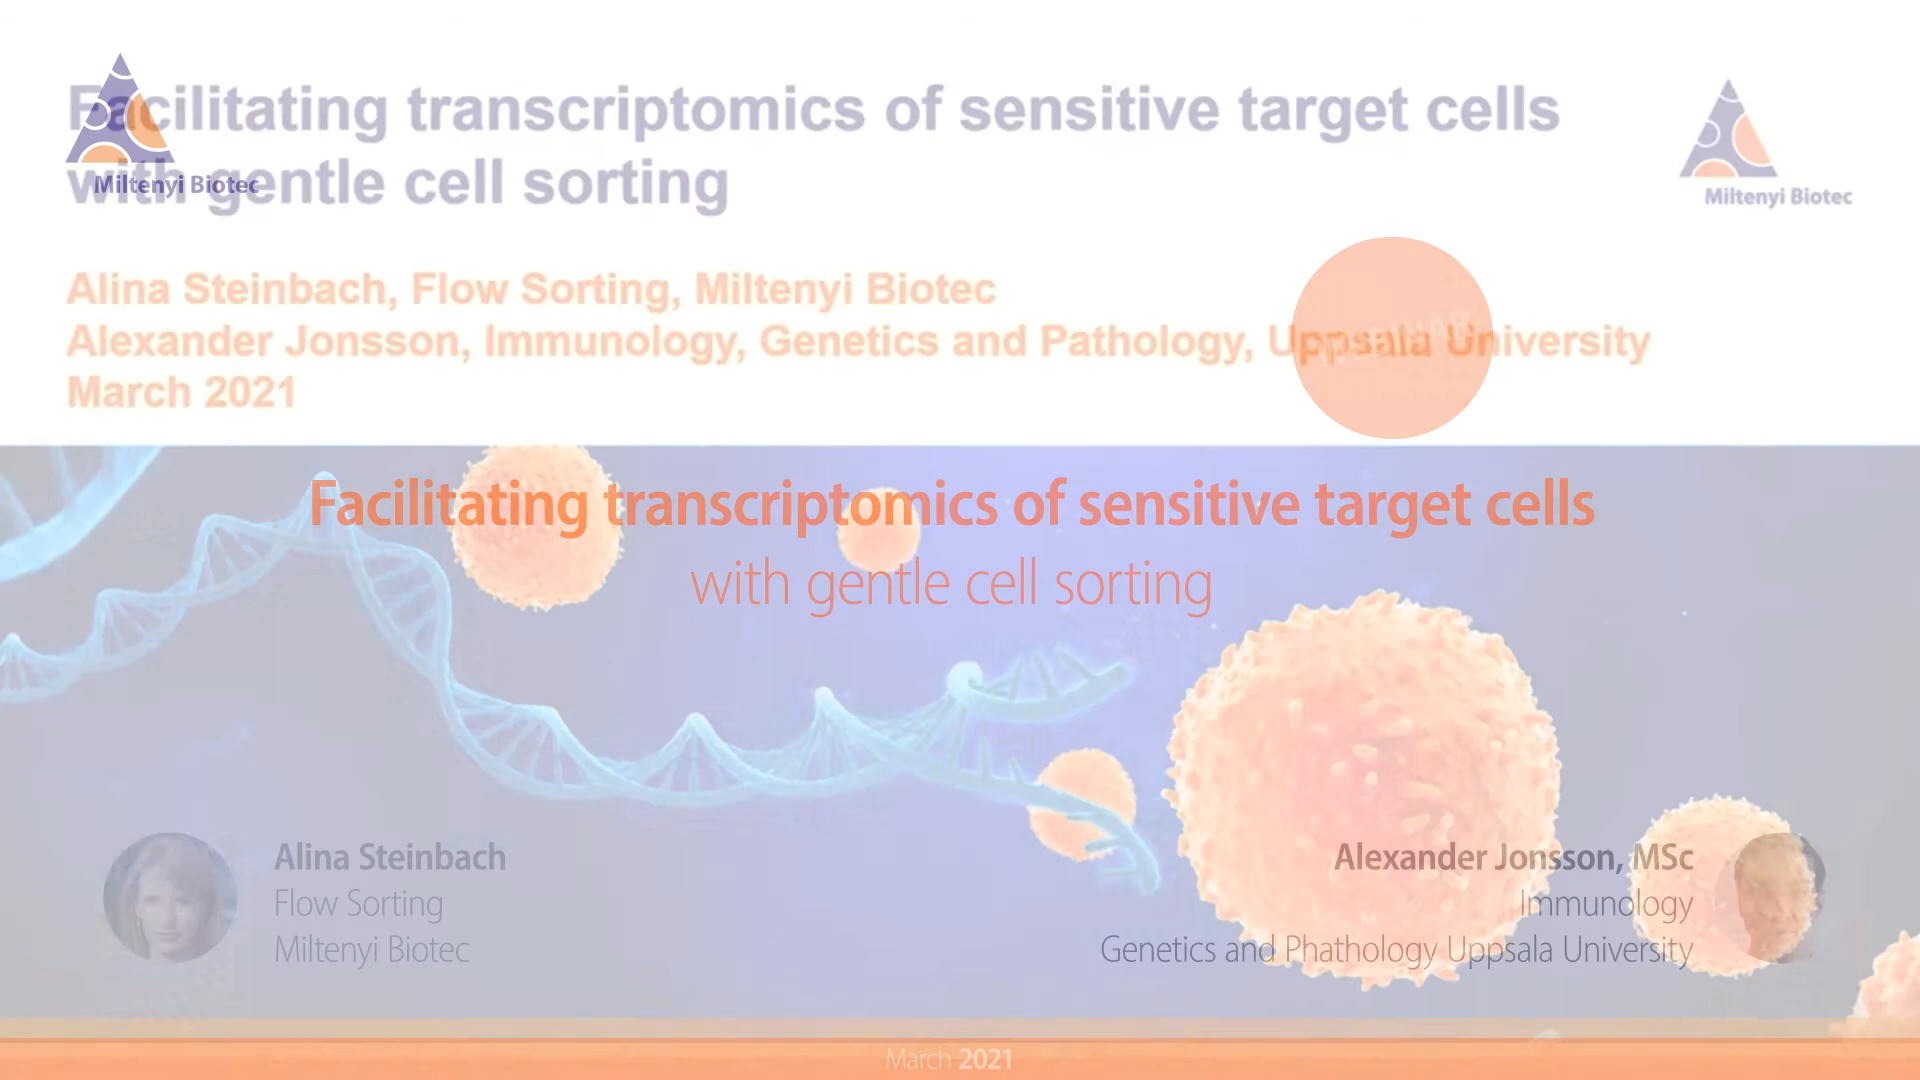 Facilitating transcriptomics of sensitive target cells
with gentle cell sorting
Miltenyi Biotec
Miltenyi Biotec
Alina Steinbach, Flow Sorting, Miltenyi Biotec
Alexander Jonsson, Immunology, Genetics and Pathology, Uppsala University
March 2021
WEBINAR
Facilitating transcriptomics of sensitive target cells
with gentle cell sorting
Alina Steinbach
Flow Sorting
Miltenyi Biotec
Alexander Jonsson, MSc
Immunology
Genetics and Phathology Uppsala University
March 2021